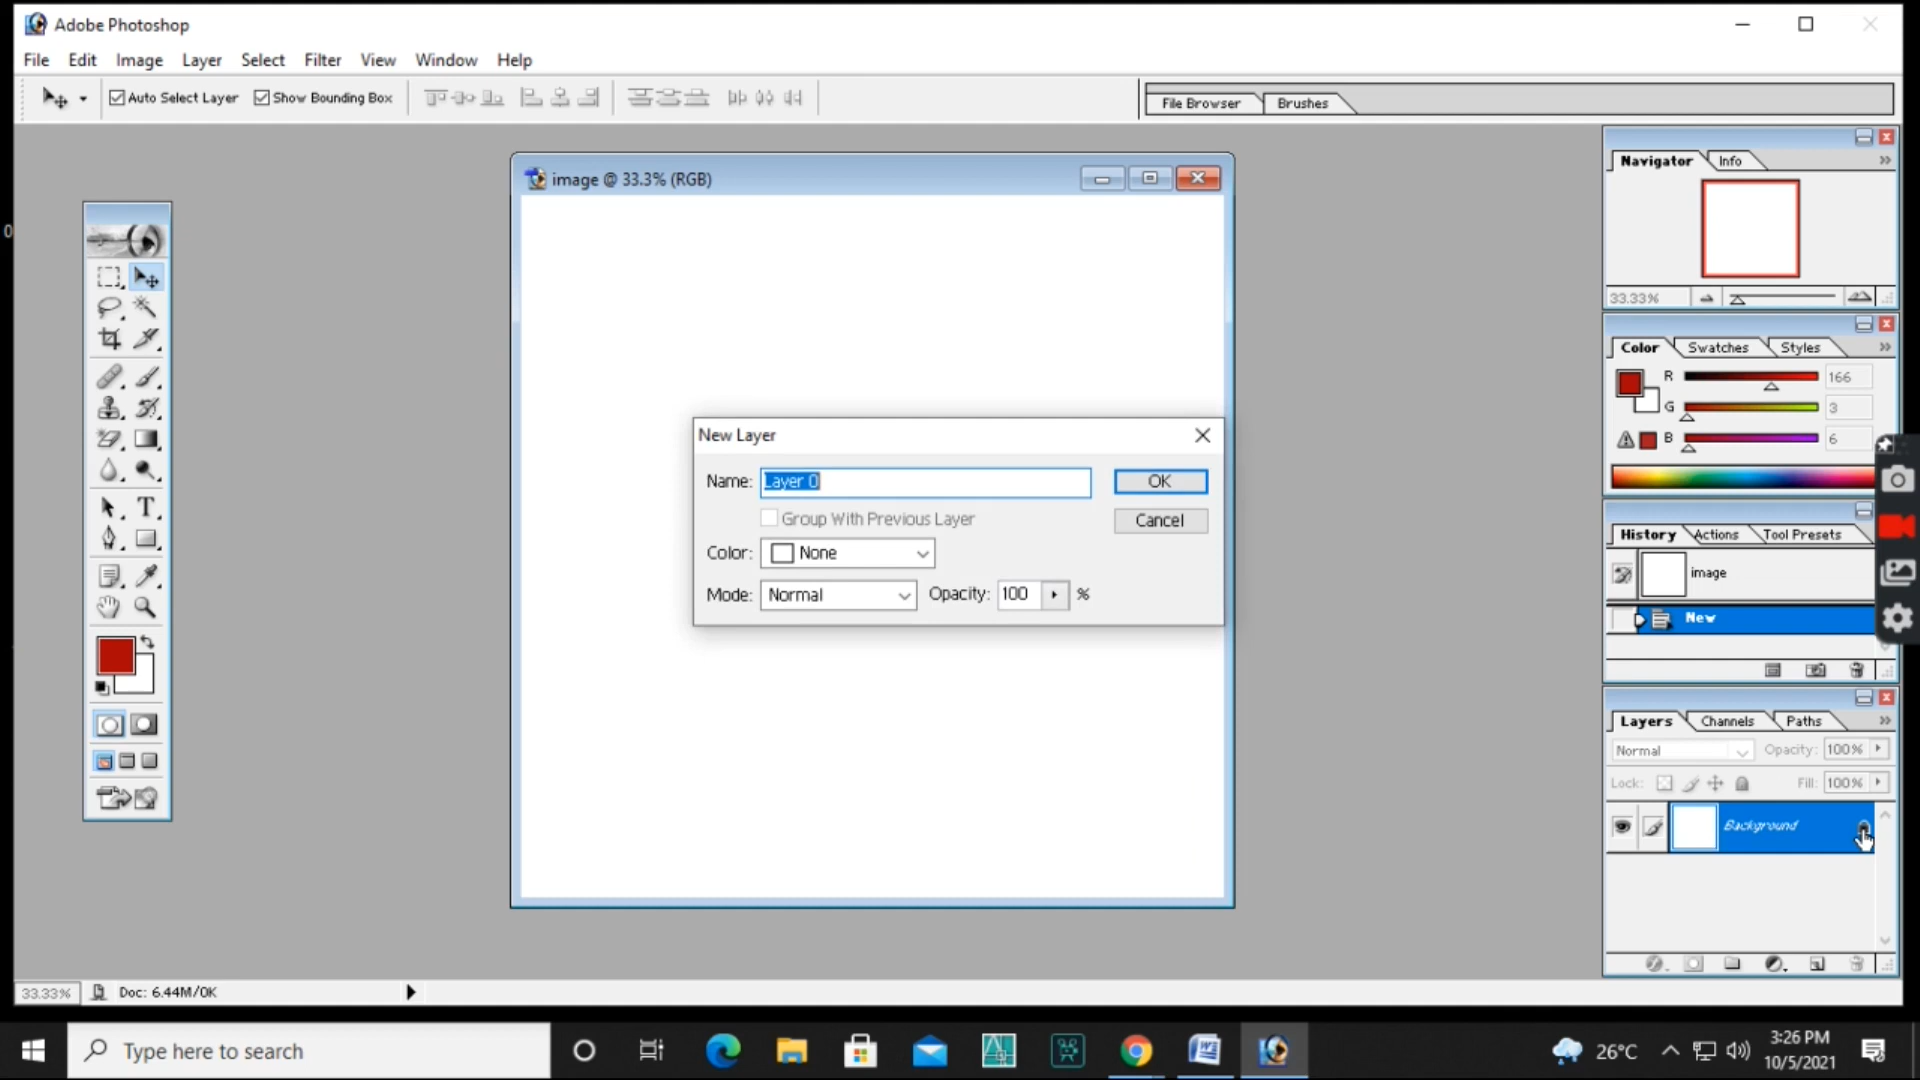 Adobe Photoshop
File Edit Image Layer Select Filter View Window Help
Auto Select Layer Show Bounding Box
File Browser Brushes
image @ 33.3% (RGB)
Navigator Info
33.33%
Color Swatches Styles
R 166
G 3
B 6
New Layer
Name: Layer 0 OK
Group With Previous Layer Cancel
Color: None
Mode: Normal Opacity: 100 %
T
History Actions Tool Presets
image
New
Layers Channels Paths
Normal Opacity: 100%
Lock: Fill: 100%
Background
33.33% Doc: 6.44M/0K
0
Type here to search
26°C
3:26 PM
10/5/2021